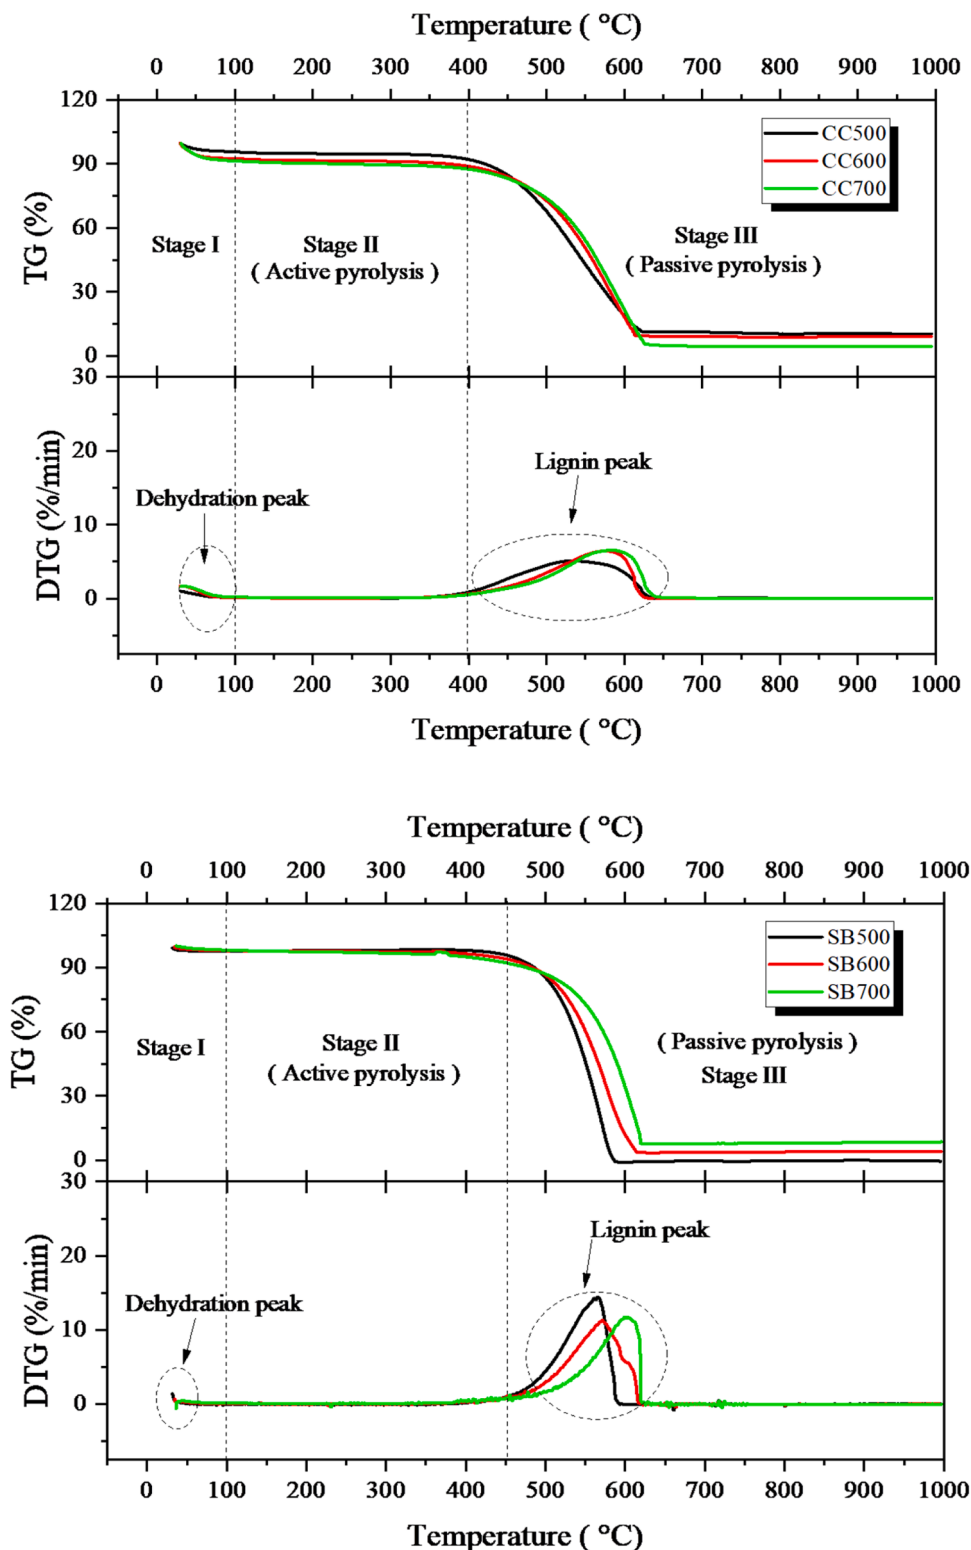 Temperature ( °C)
0 100 200 300 400 500 600 700 800 900 1000
120
90
60
30
0
TG (%)
CC500
CC600
CC700
Stage I
Stage II
( Active pyrolysis )
Stage III
( Passive pyrolysis )
30
20
10
0
DTG (%/min)
Lignin peak
Dehydration peak
0 100 200 300 400 500 600 700 800 900 1000
Temperature ( °C)
Temperature ( °C)
0 100 200 300 400 500 600 700 800 900 1000
120
90
60
30
0
TG (%)
SB500
SB600
SB700
Stage I
Stage II
( Active pyrolysis )
( Passive pyrolysis )
Stage III
30
20
10
0
DTG (%/min)
Lignin peak
Dehydration peak
0 100 200 300 400 500 600 700 800 900 1000
Temperature ( °C)